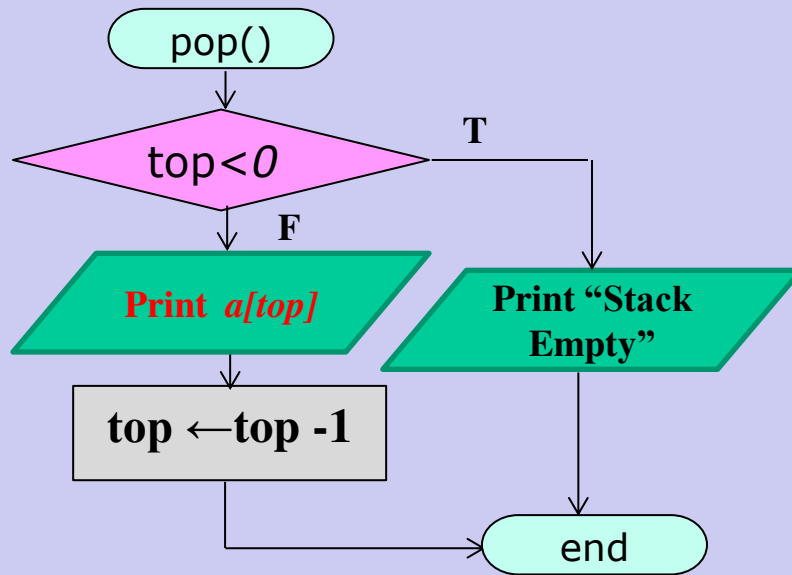 pop()
top<0
T
F
Print a[top]
Print “Stack
Empty”
top ←top -1
end